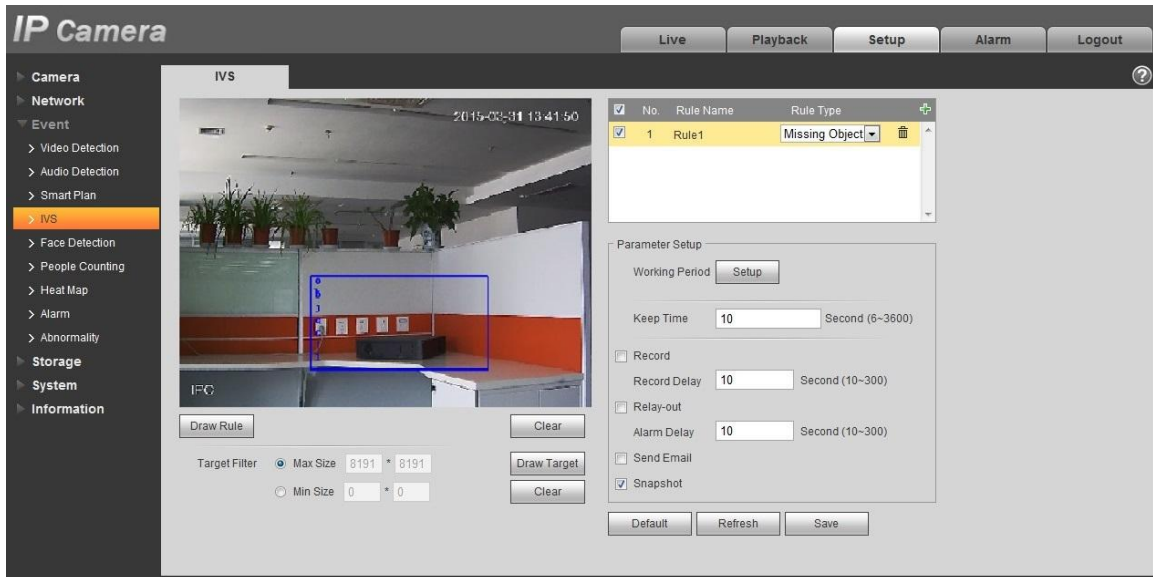 IP Camera
Live
Playback
Setup
Alarm
Logout
Camera
Network
Event
Video Detection
Audio Detection
Smart Plan
IVS
Face Detection
People Counting
Heat Map
Alarm
Abnormality
Storage
System
Information
IVS
?
2015-03-31 13:41:50
object
IPC
Draw Rule
Clear
Target Filter Max Size 8191 * 8191 Draw Target
Min Size 0 * 0 Clear
No. Rule Name Rule Type
1 Rule1 Missing Object
Parameter Setup
Working Period Setup
Keep Time 10 Second (6~3600)
Record
Record Delay 10 Second (10~300)
Relay-out
Alarm Delay 10 Second (10~300)
Send Email
Snapshot
Default Refresh Save